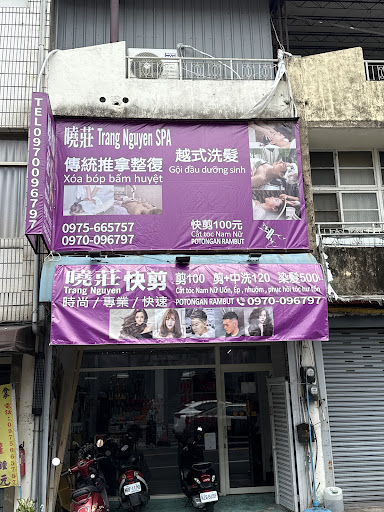 TEL:0970096797
曉莊 Trang Nguyen SPA
傳統推拿整復
Xóa bóp bấm huyệt
越式洗髮
Gội đầu dưỡng sinh
0975-665757
0970-096797
快剪100元
Cắt tóc Nam Nữ
POTONGAN RAMBUT
曉莊快剪
Trang Nguyen
剪100 剪+中洗120 染髮500
Cắt tóc Nam Nữ Uốn, Ép, nhuộm, phục hồi tóc hư tổn
時尚/專業/快速
POTONGAN RAMBUT 0970-096797